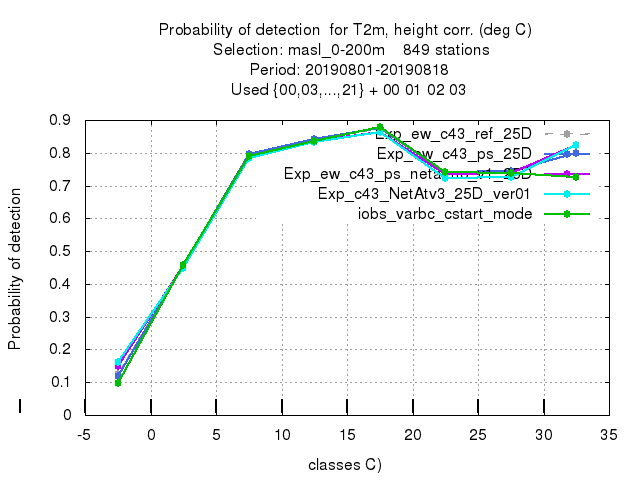 Probability of detection  for T2m, height corr. (deg C)
Selection: masl_0-200m    849 stations
Period: 20190801-20190818
Used {00,03,...,21} + 00 01 02 03
Probability of detection
0.9
0.8
0.7
0.6
0.5
0.4
0.3
0.2
0.1
0
-5
0
5
10
15
20
25
30
35
classes C)
Exp_ew_c43_ref_25D
Exp_ew_c43_ps_25D
Exp_c43_NetAtv3_25D_ver01
iobs_varbc_cstart_mode